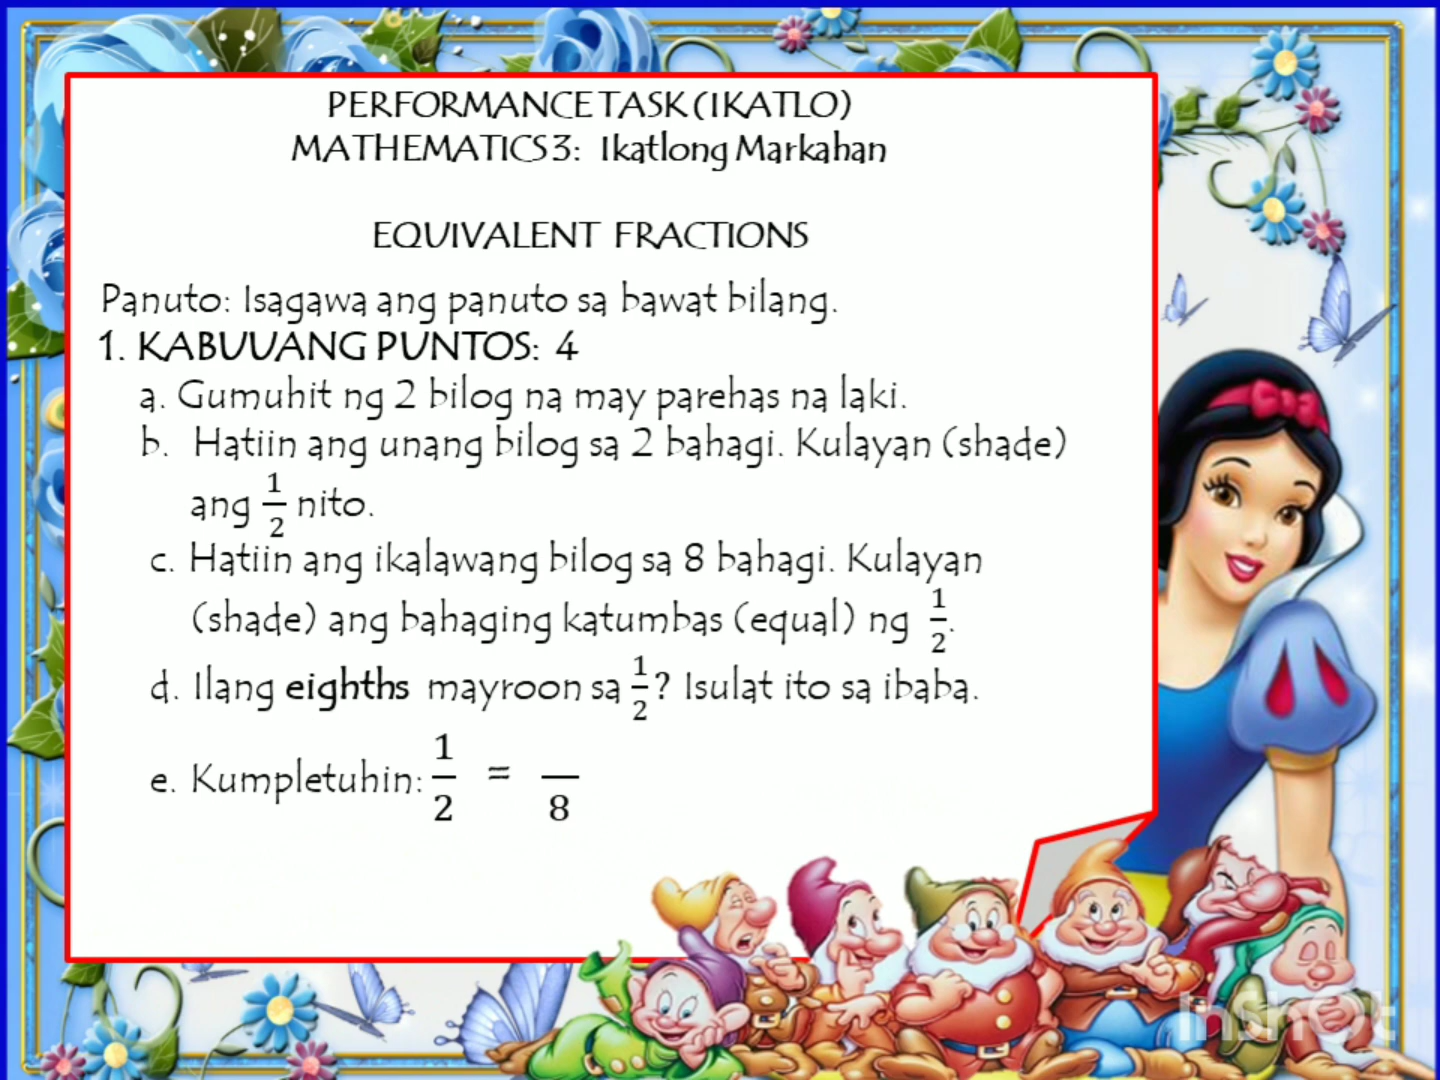 PERFORMANCE TASK (IKATLO)
MATHEMATICS 3: Ikatlong Markahan
EQUIVALENT FRACTIONS
Panuto: Isagawa ang panuto sa bawat bilang.
1. KABUUANG PUNTOS: 4
a. Gumuhit ng 2 bilog na may parehas na laki.
b. Hatiin ang unang bilog sa 2 bahagi. Kulayan (shade)
ang 1/2 nito.
c. Hatiin ang ikalawang bilog sa 8 bahagi. Kulayan
(shade) ang bahaging katumbas (equal) ng 1/2.
d. Ilang eighths mayroon sa 1/2? Isulat ito sa ibaba.
e. Kumpletuhin: 1/2 = /8
InShOt